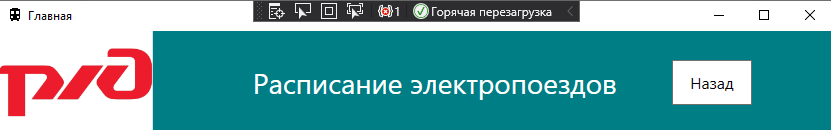 Главная
1
Горячая перезагрузка
ржд
Расписание электропоездов
Назад